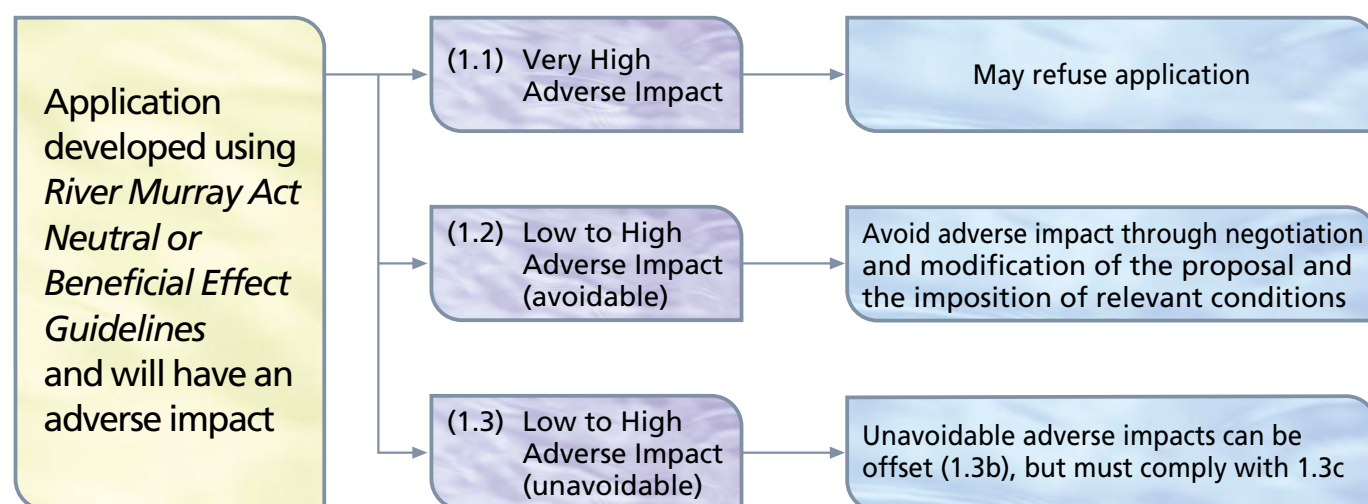 Application
developed using
River Murray Act
Neutral or
Beneficial Effect
Guidelines
and will have an
adverse impact
(1.1) Very High
Adverse Impact
May refuse application
(1.2) Low to High
Adverse Impact
(avoidable)
Avoid adverse impact through negotiation
and modification of the proposal and
the imposition of relevant conditions
(1.3) Low to High
Adverse Impact
(unavoidable)
Unavoidable adverse impacts can be
offset (1.3b), but must comply with 1.3c